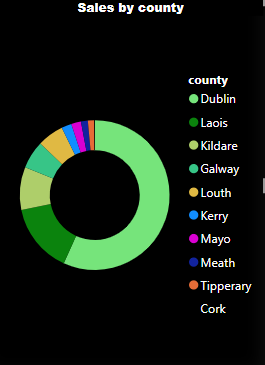 Sales by county
county
Dublin
Laois
Kildare
Galway
Louth
Kerry
Mayo
Meath
Tipperary
Cork